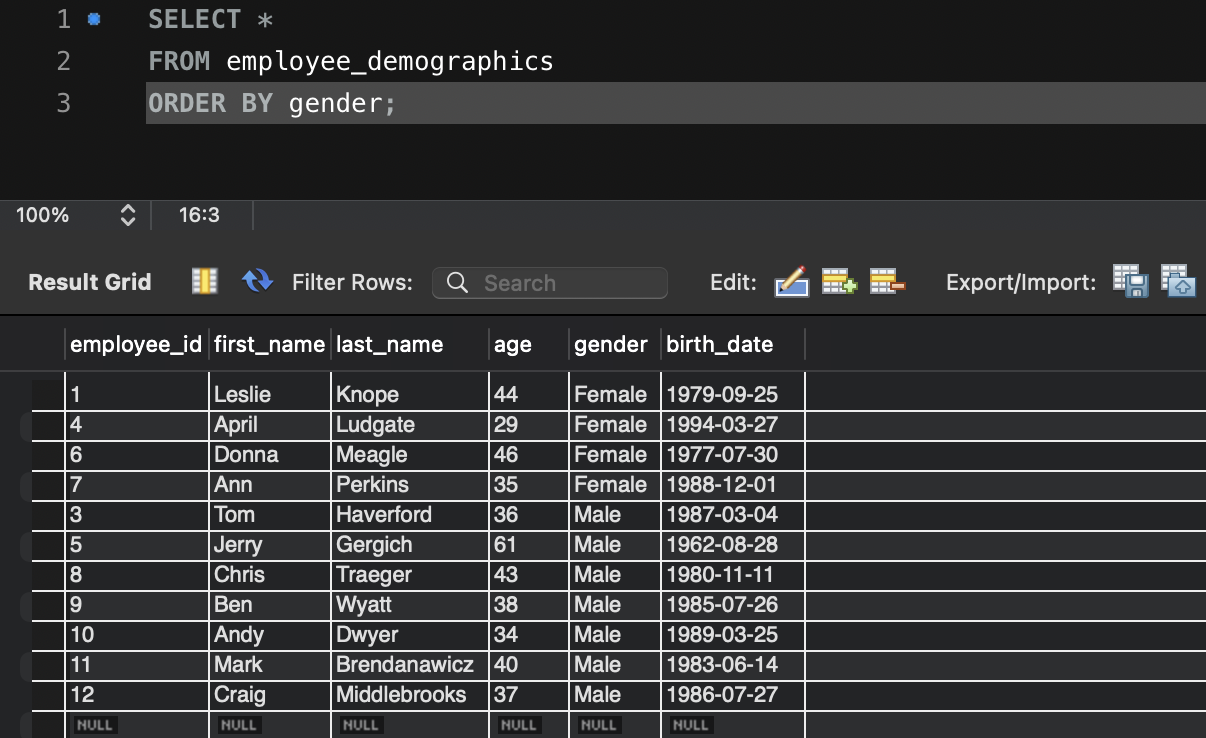 1 SELECT *
2 FROM employee_demographics
3 ORDER BY gender;
100% 16:3
Result Grid Filter Rows: Search Edit: Export/Import:
employee_id first_name last_name age gender birth_date
1 Leslie Knope 44 Female 1979-09-25
4 April Ludgate 29 Female 1994-03-27
6 Donna Meagle 46 Female 1977-07-30
7 Ann Perkins 35 Female 1988-12-01
3 Tom Haverford 36 Male 1987-03-04
5 Jerry Gergich 61 Male 1962-08-28
8 Chris Traeger 43 Male 1980-11-11
9 Ben Wyatt 38 Male 1985-07-26
10 Andy Dwyer 34 Male 1989-03-25
11 Mark Brendanawicz 40 Male 1983-06-14
12 Craig Middlebrooks 37 Male 1986-07-27
NULL NULL NULL NULL NULL NULL